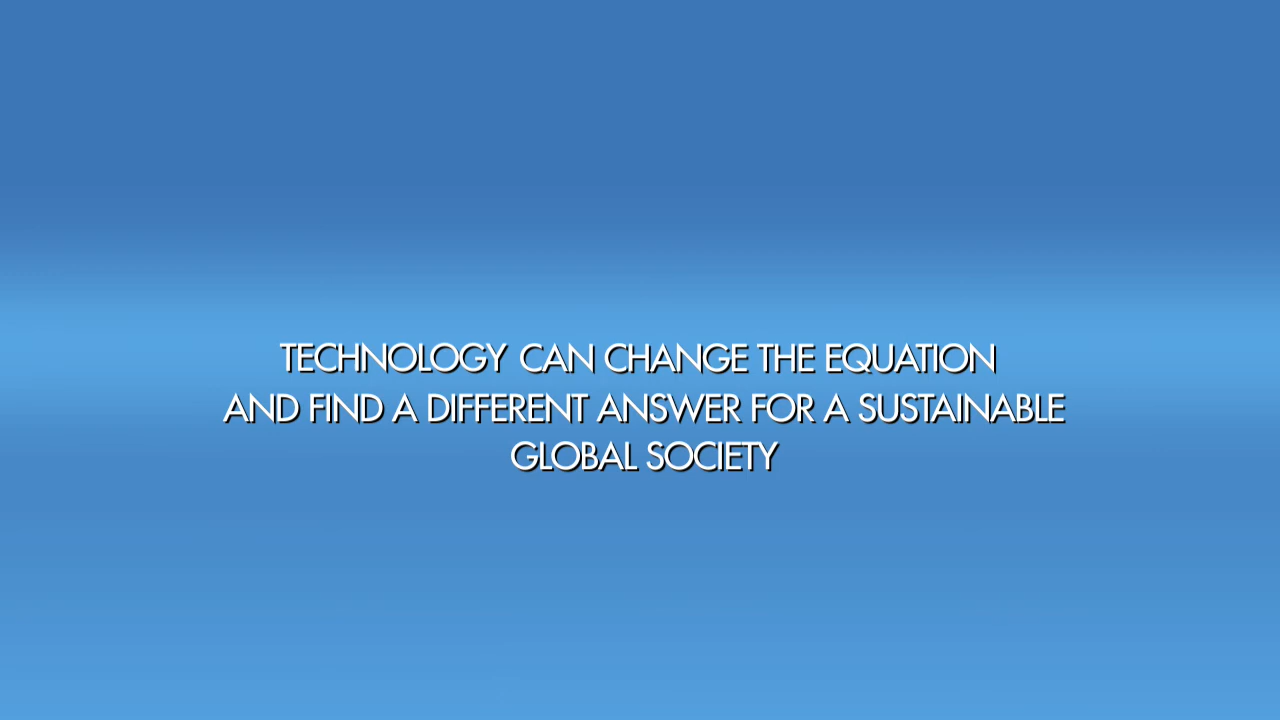 TECHNOLOGY CAN CHANGE THE EQUATION
AND FIND A DIFFERENT ANSWER FOR A SUSTAINABLE
GLOBAL SOCIETY